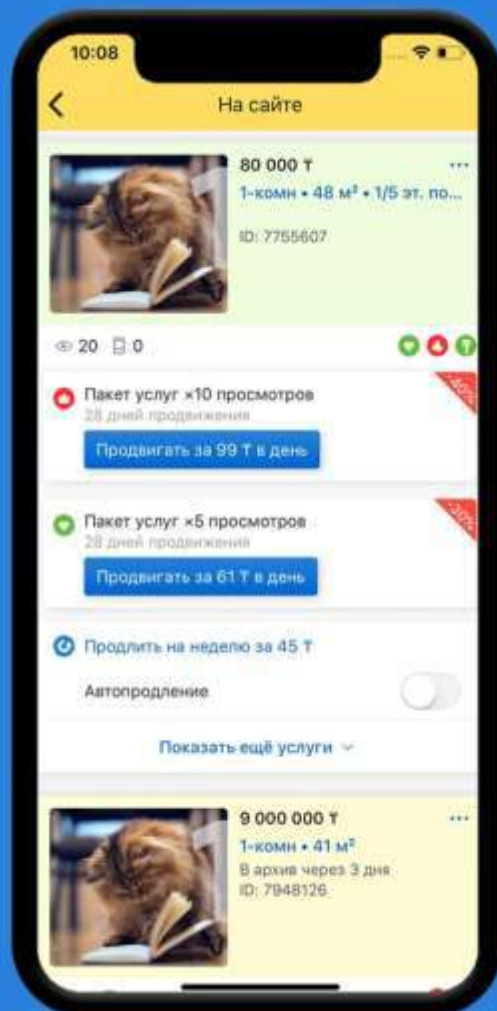 10:08
На сайте
80 000 ₸
1-комн • 48 м² • 1/5 эт. по...
ID: 7755607
20 0
Пакет услуг ×10 просмотров
-40%
28 дней продвижения
Продвигать за 99 ₸ в день
Пакет услуг ×5 просмотров
-30%
28 дней продвижения
Продвигать за 61 ₸ в день
Продлить на неделю за 45 ₸
Автопродление
Показать ещё услуги
9 000 000 ₸
1-комн • 41 м²
В архив через 3 дня
ID: 7948126